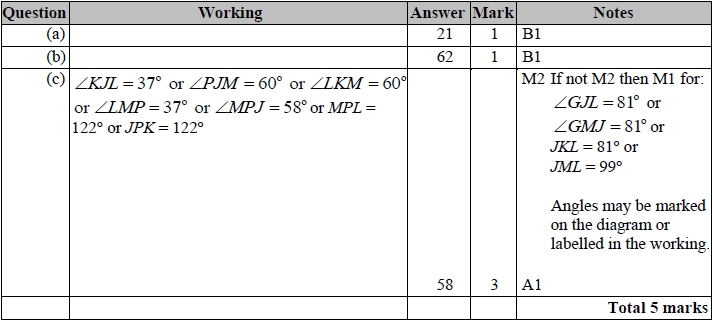 Question Working Answer Mark Notes
(a) 21 1 B1
(b) 62 1 B1
(c) ∠KJL = 37° or ∠PJM = 60° or ∠LKM = 60° M2 If not M2 then M1 for:
or ∠LMP = 37° or ∠MPJ = 58° or MPL = ∠GJL = 81° or
122° or JPK = 122° ∠GMJ = 81° or
JKL = 81° or
JML = 99°
Angles may be marked
on the diagram or
labelled in the working.
58 3 A1
Total 5 marks